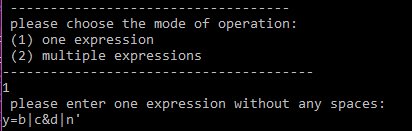 ------------------------------------
please choose the mode of operation:
(1) one expression
(2) multiple expressions
---------------------------------------
1
please enter one expression without any spaces:
y=b|c&d|n'